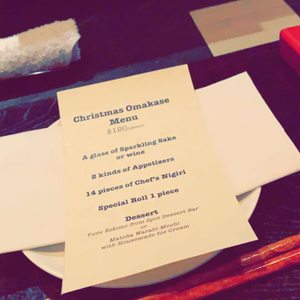 Christmas Omakase
Menu
$120/person
A glass of Sparkling Sake
or wine
2 kinds of Appetizers
14 pieces of Chef's Nigiri
Special Roll 1 piece
Dessert
Yuzu Eskimo from Spot Dessert Bar
or
Matcha Warabi-Mochi
with Housemade Ice Cream